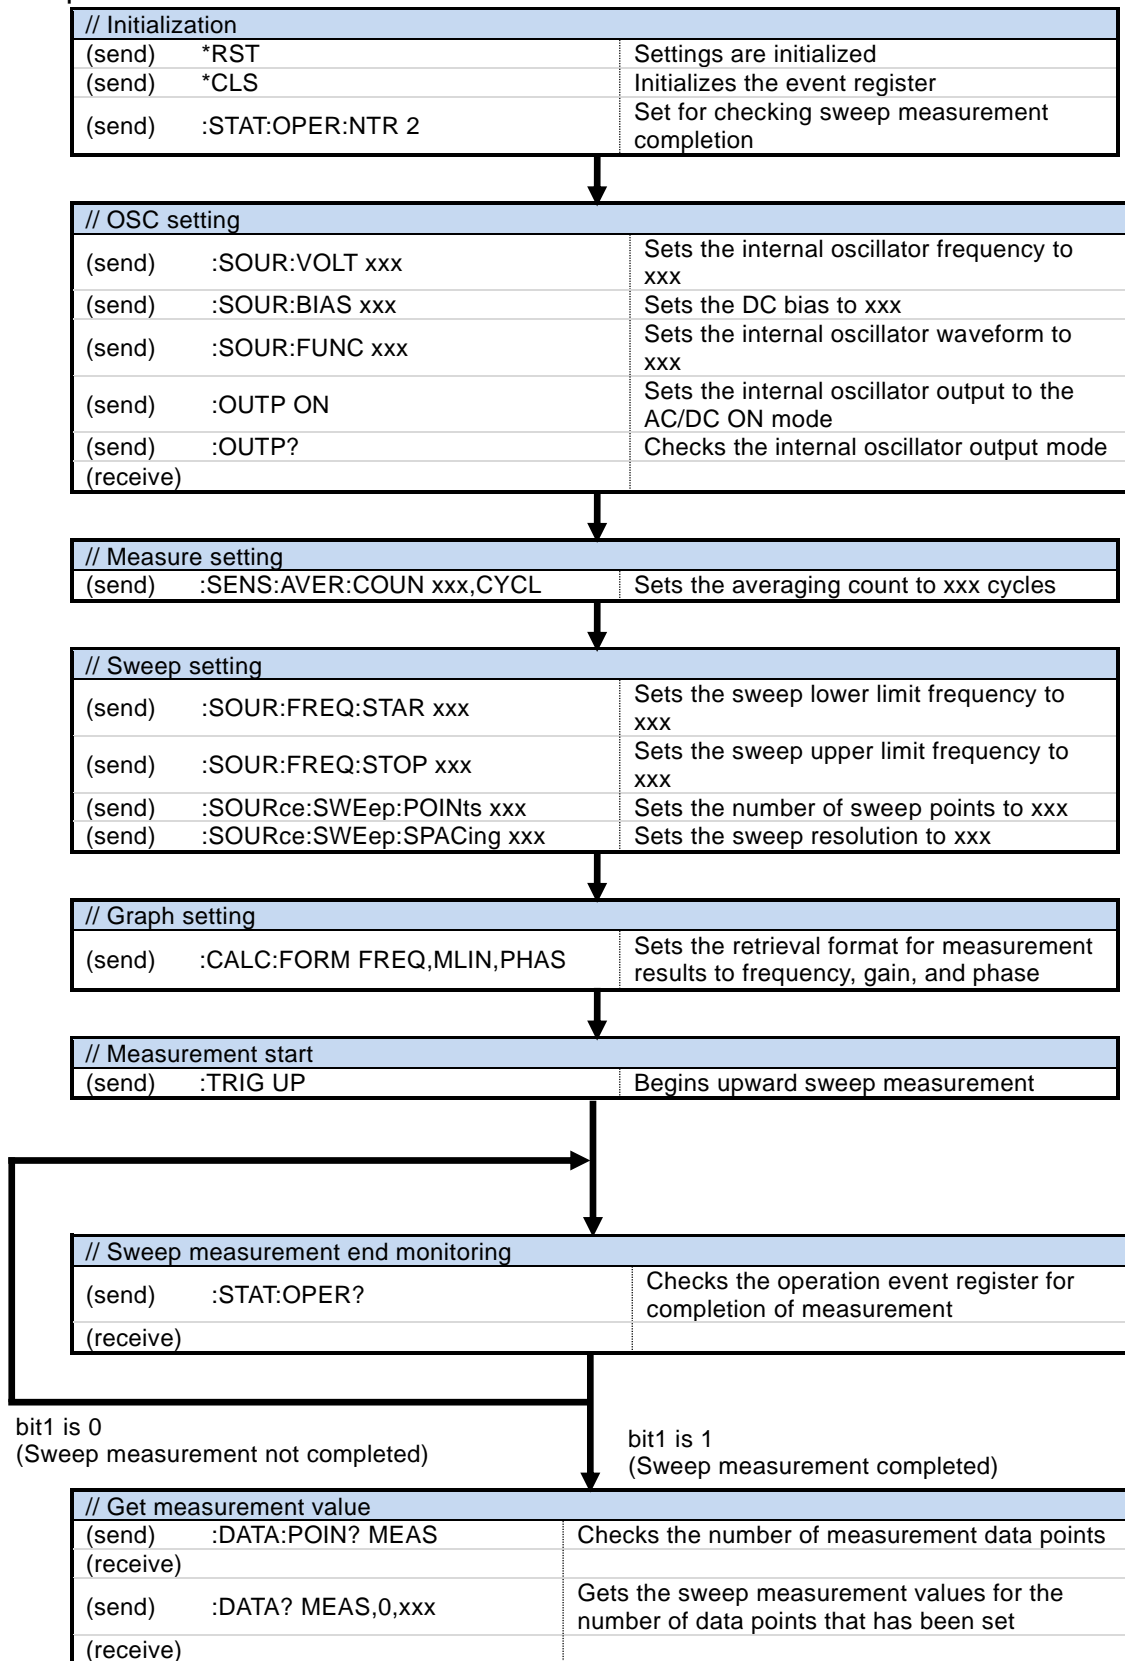 // Initialization
(send) *RST Settings are initialized
(send) *CLS Initializes the event register
(send) :STAT:OPER:NTR 2 Set for checking sweep measurement
completion
// OSC setting
(send) :SOUR:VOLT xxx Sets the internal oscillator frequency to
xxx
(send) :SOUR:BIAS xxx Sets the DC bias to xxx
(send) :SOUR:FUNC xxx Sets the internal oscillator waveform to
xxx
(send) :OUTP ON Sets the internal oscillator output to the
AC/DC ON mode
(send) :OUTP? Checks the internal oscillator output mode
(receive)
// Measure setting
(send) :SENS:AVER:COUN xxx,CYCL Sets the averaging count to xxx cycles
// Sweep setting
(send) :SOUR:FREQ:STAR xxx Sets the sweep lower limit frequency to
xxx
(send) :SOUR:FREQ:STOP xxx Sets the sweep upper limit frequency to
xxx
(send) :SOURce:SWEep:POINts xxx Sets the number of sweep points to xxx
(send) :SOURce:SWEep:SPACing xxx Sets the sweep resolution to xxx
// Graph setting
(send) :CALC:FORM FREQ,MLIN,PHAS Sets the retrieval format for measurement
results to frequency, gain, and phase
// Measurement start
(send) :TRIG UP Begins upward sweep measurement
// Sweep measurement end monitoring
(send) :STAT:OPER? Checks the operation event register for
completion of measurement
(receive)
bit1 is 0
(Sweep measurement not completed)
bit1 is 1
(Sweep measurement completed)
// Get measurement value
(send) :DATA:POIN? MEAS Checks the number of measurement data points
(receive)
(send) :DATA? MEAS,0,xxx Gets the sweep measurement values for the
number of data points that has been set
(receive)